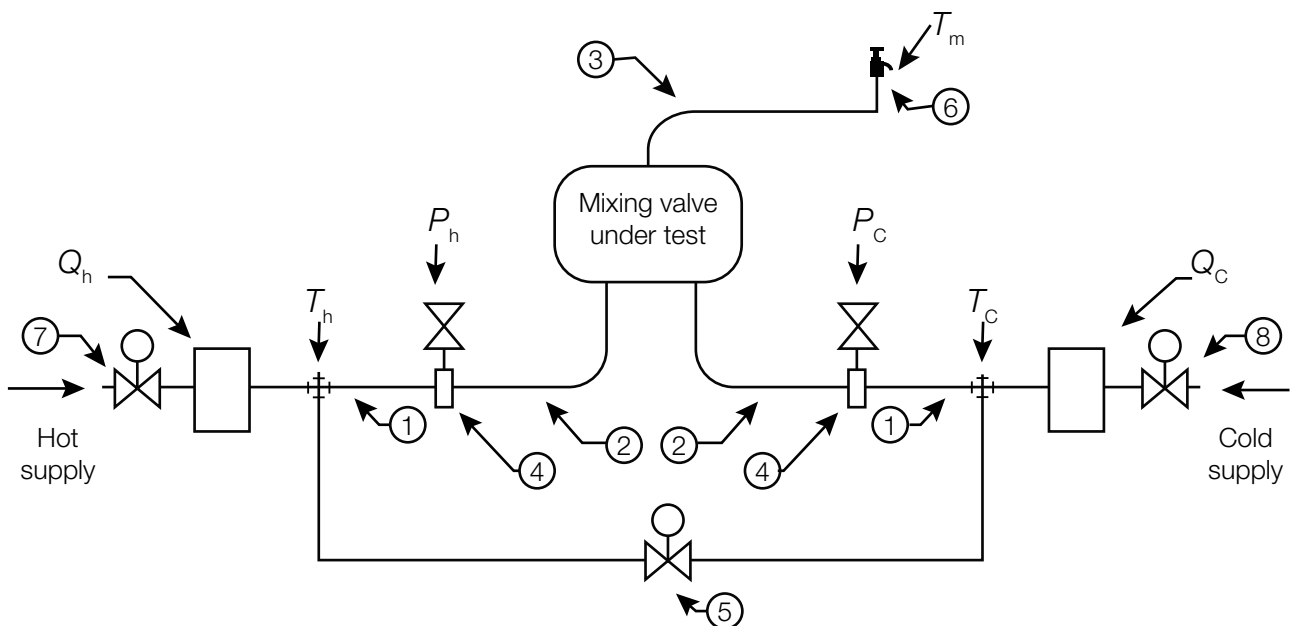 T_m
3
6
Mixing valve
under test
P_h
P_C
Q_h
Q_C
T_h
T_C
7
8
1
1
Hot
supply
2
2
Cold
supply
4
4
5